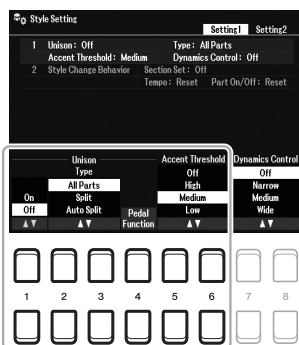 Style Setting
Setting1 Setting2
1 Unison: Off Type: All Parts
Accent Threshold: Medium Dynamics Control: Off
2 Style Change Behavior Section Set: Off
Tempo: Reset Part On/Off: Reset
Unison Accent Threshold Dynamics Control
Type Off Off
All Parts High Narrow
On Split Medium Medium
Off Auto Split Pedal Low Wide
▲▼ ▲▼ Function ▲▼ ▲▼
1 2 3 4 5 6 7 8